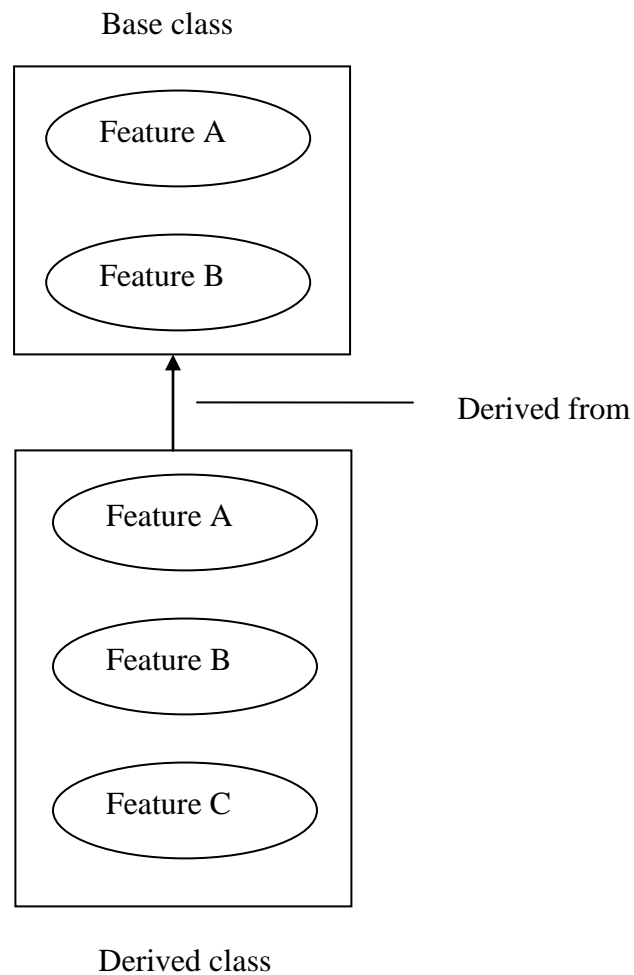 Base class
Feature A
Feature B
Derived from
Feature A
Feature B
Feature C
Derived class